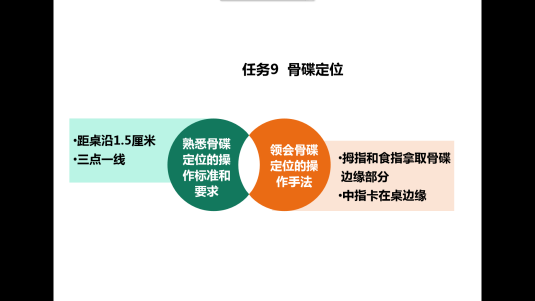 任务9 骨碟定位
•距桌沿1.5厘米
•三点一线
熟悉骨碟
定位的操
作标准和
要求
领会骨碟
定位的操
作手法
•拇指和食指拿取骨碟
边缘部分
•中指卡在桌边缘